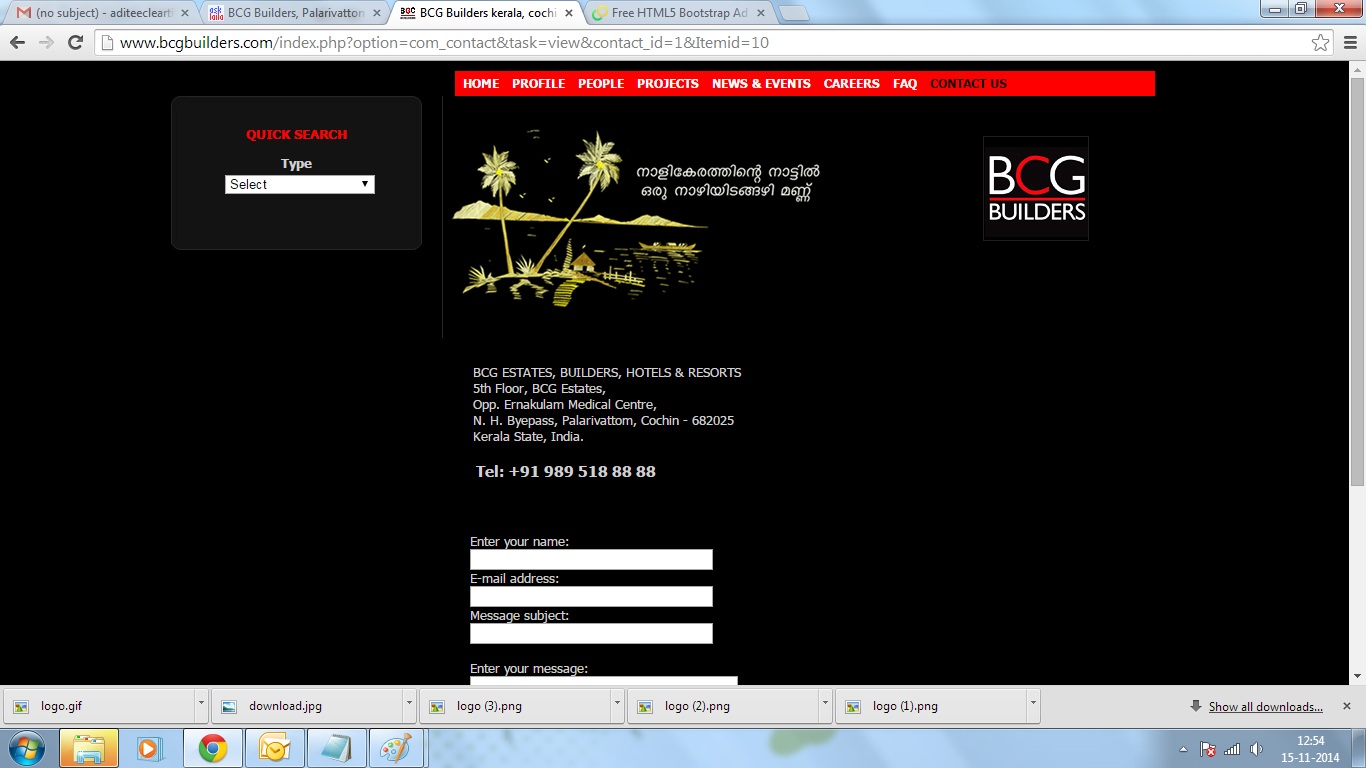 (no subject) - aditeeclearti
BCG Builders, Palarivattom
BCG Builders kerala, cochi
Free HTML5 Bootstrap Ad
www.bcgbuilders.com/index.php?option=com_contact&task=view&contact_id=1&Itemid=10
HOME PROFILE PEOPLE PROJECTS NEWS & EVENTS CAREERS FAQ CONTACT US
QUICK SEARCH
Type
Select
നാളികേരത്തിന്റെ നാട്ടിൽ
ഒരു നാഴിയിടങ്ങഴി മണ്ണ്
BCG
BUILDERS
BCG ESTATES, BUILDERS, HOTELS & RESORTS
5th Floor, BCG Estates,
Opp. Ernakulam Medical Centre,
N. H. Byepass, Palarivattom, Cochin - 682025
Kerala State, India.
Tel: +91 989 518 88 88
Enter your name:
E-mail address:
Message subject:
Enter your message:
logo.gif
download.jpg
logo (3).png
logo (2).png
logo (1).png
Show all downloads...
12:54
15-11-2014